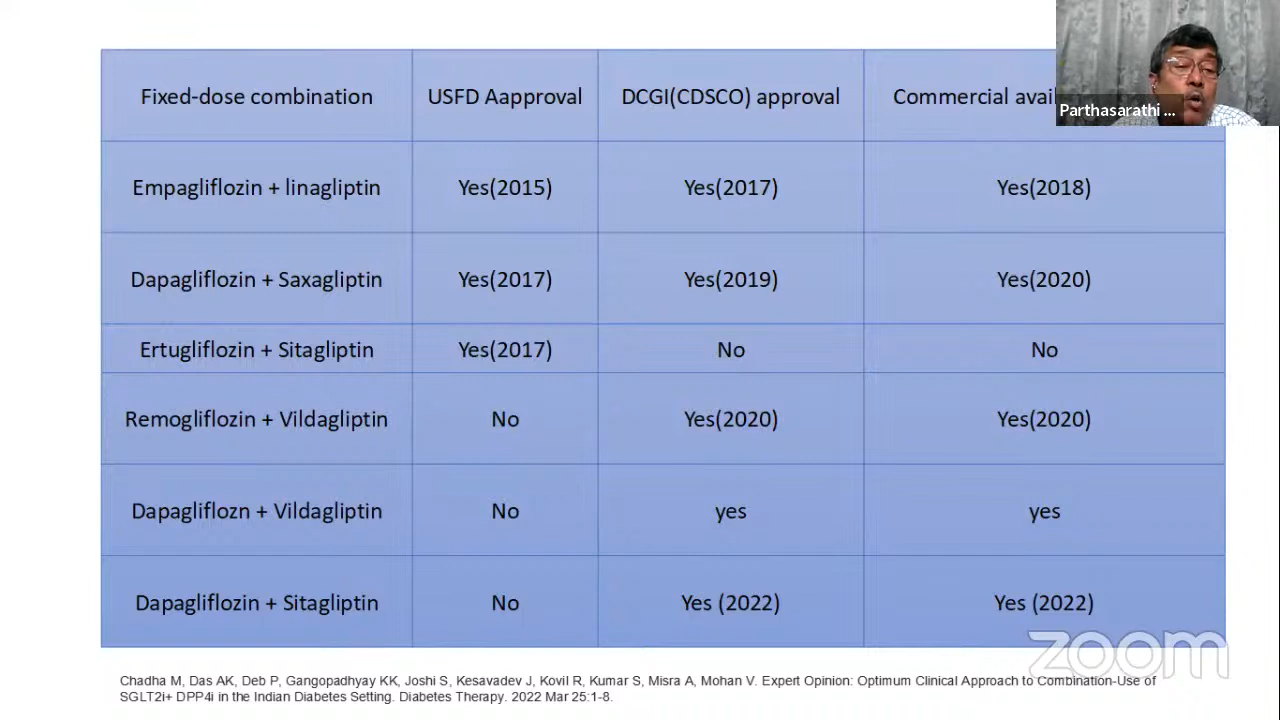 Fixed-dose combination USFD Aapproval DCGI(CDSCO) approval Commercial avai
Parthasarathi ...
Empagliflozin + linagliptin Yes(2015) Yes(2017) Yes(2018)
Dapagliflozin + Saxagliptin Yes(2017) Yes(2019) Yes(2020)
Ertugliflozin + Sitagliptin Yes(2017) No No
Remogliflozin + Vildagliptin No Yes(2020) Yes(2020)
Dapagliflozn + Vildagliptin No yes yes
Dapagliflozin + Sitagliptin No Yes (2022) Yes (2022)
zoom
Chadha M, Das AK, Deb P, Gangopadhyay KK, Joshi S, Kesavadev J, Kovil R, Kumar S, Misra A, Mohan V. Expert Opinion: Optimum Clinical Approach to Combination-Use of
SGLT2i+ DPP4i in the Indian Diabetes Setting. Diabetes Therapy. 2022 Mar 25:1-8.